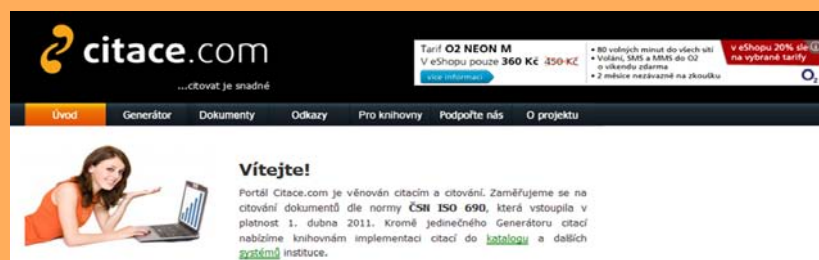 citace.com
...citovat je snadné
Tarif O2 NEON M
V eShopu pouze 360 Kč 450 Kč
více informací
• 80 volných minut do všech sítí
• Volání, SMS a MMS do O2
o víkendu zdarma
• 2 měsíce nezávazně na zkoušku
v eShopu 20%
na vybrané tarify
O2
Úvod Generátor Dokumenty Odkazy Pro knihovny Podpořte nás O projektu
Vítejte!
Portál Citace.com je věnován citacím a citování. Zaměřujeme se na
citování dokumentů dle normy ČSN ISO 690, která vstoupila v
platnost 1. dubna 2011. Kromě jedinečného Generátoru citací
nabízíme knihovnám implementaci citací do katalogu a dalších
systémů instituce.